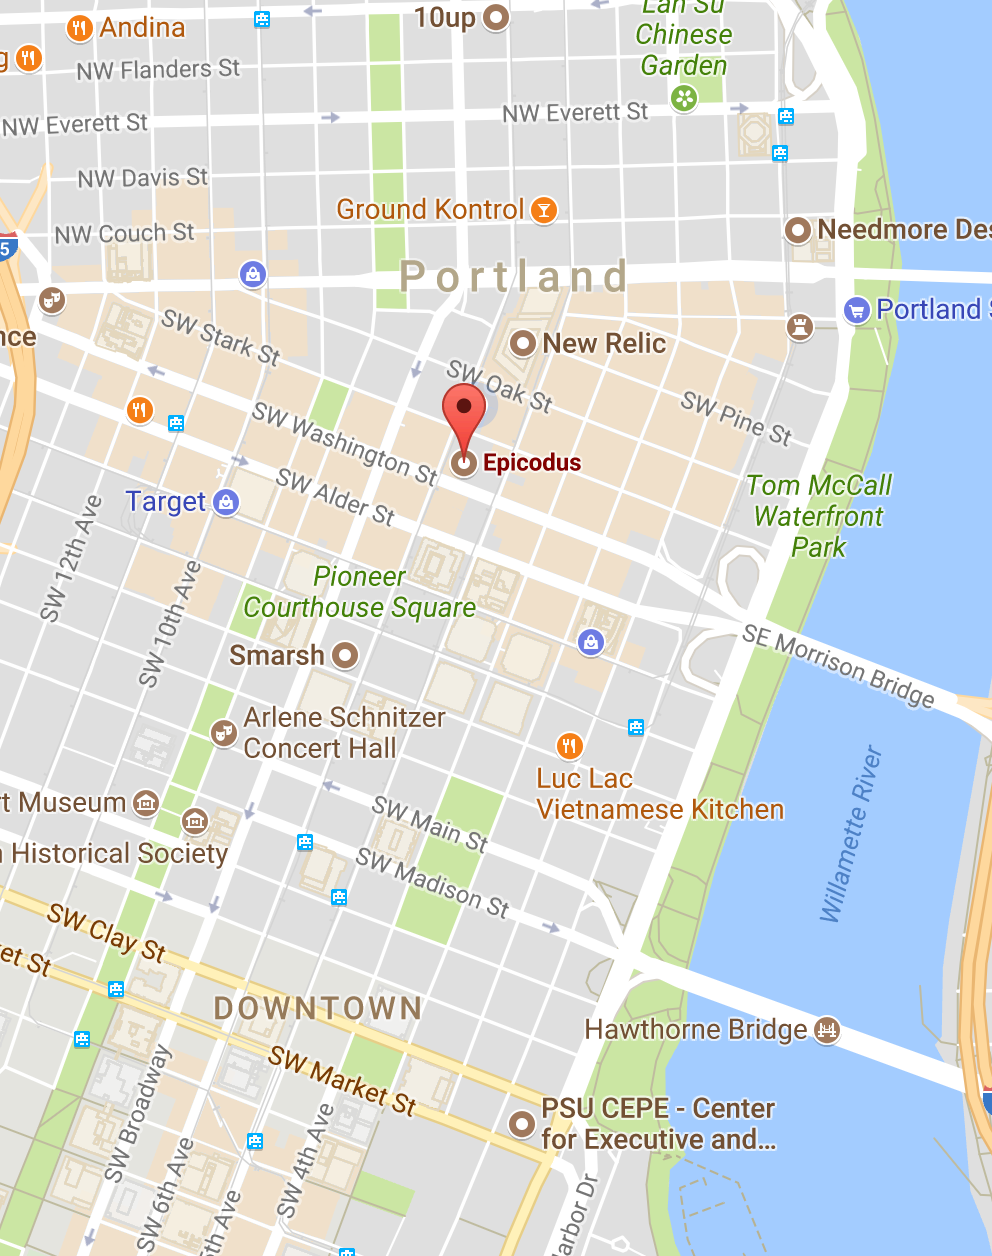 Lan Su
Chinese
Garden
10up
Andina
g
NW Flanders St
NW Everett St
NW Everett St
NW Davis St
Ground Kontrol
NW Couch St
Needmore Des
5
Portland
Portland S
SW Stark St
nce
New Relic
SW Oak St
SW Pine St
SW Washington St
Epicodus
SW Alder St
Tom McCall
Waterfront
Park
Target
SW 12th Ave
Pioneer
Courthouse Square
SW 10th Ave
SE Morrison Bridge
Smarsh
Arlene Schnitzer
Concert Hall
Luc Lac
Vietnamese Kitchen
Willamette River
rt Museum
n Historical Society
SW Main St
SW Madison St
SW Clay St
ket St
DOWNTOWN
Hawthorne Bridge
SW Market St
PSU CEPE - Center
for Executive and...
SW Broadway
SW 6th Ave
5th Ave
SW 4th Ave
arbor Dr